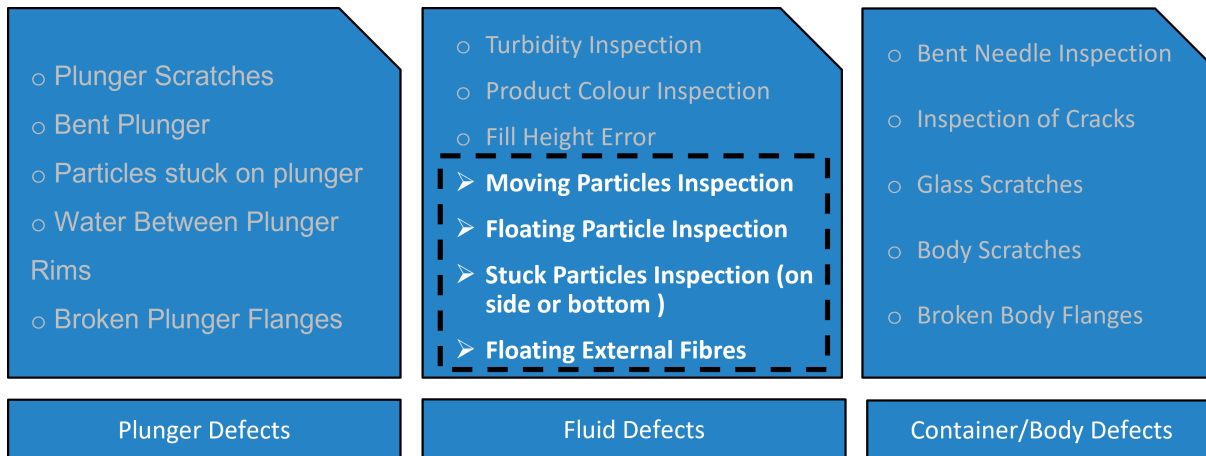 o Plunger Scratches
o Bent Plunger
o Particles stuck on plunger
o Water Between Plunger
Rims
o Broken Plunger Flanges
Plunger Defects
o Turbidity Inspection
o Product Colour Inspection
o Fill Height Error
➢ Moving Particles Inspection
➢ Floating Particle Inspection
➢ Stuck Particles Inspection (on
side or bottom )
➢ Floating External Fibres
Fluid Defects
o Bent Needle Inspection
o Inspection of Cracks
o Glass Scratches
o Body Scratches
o Broken Body Flanges
Container/Body Defects